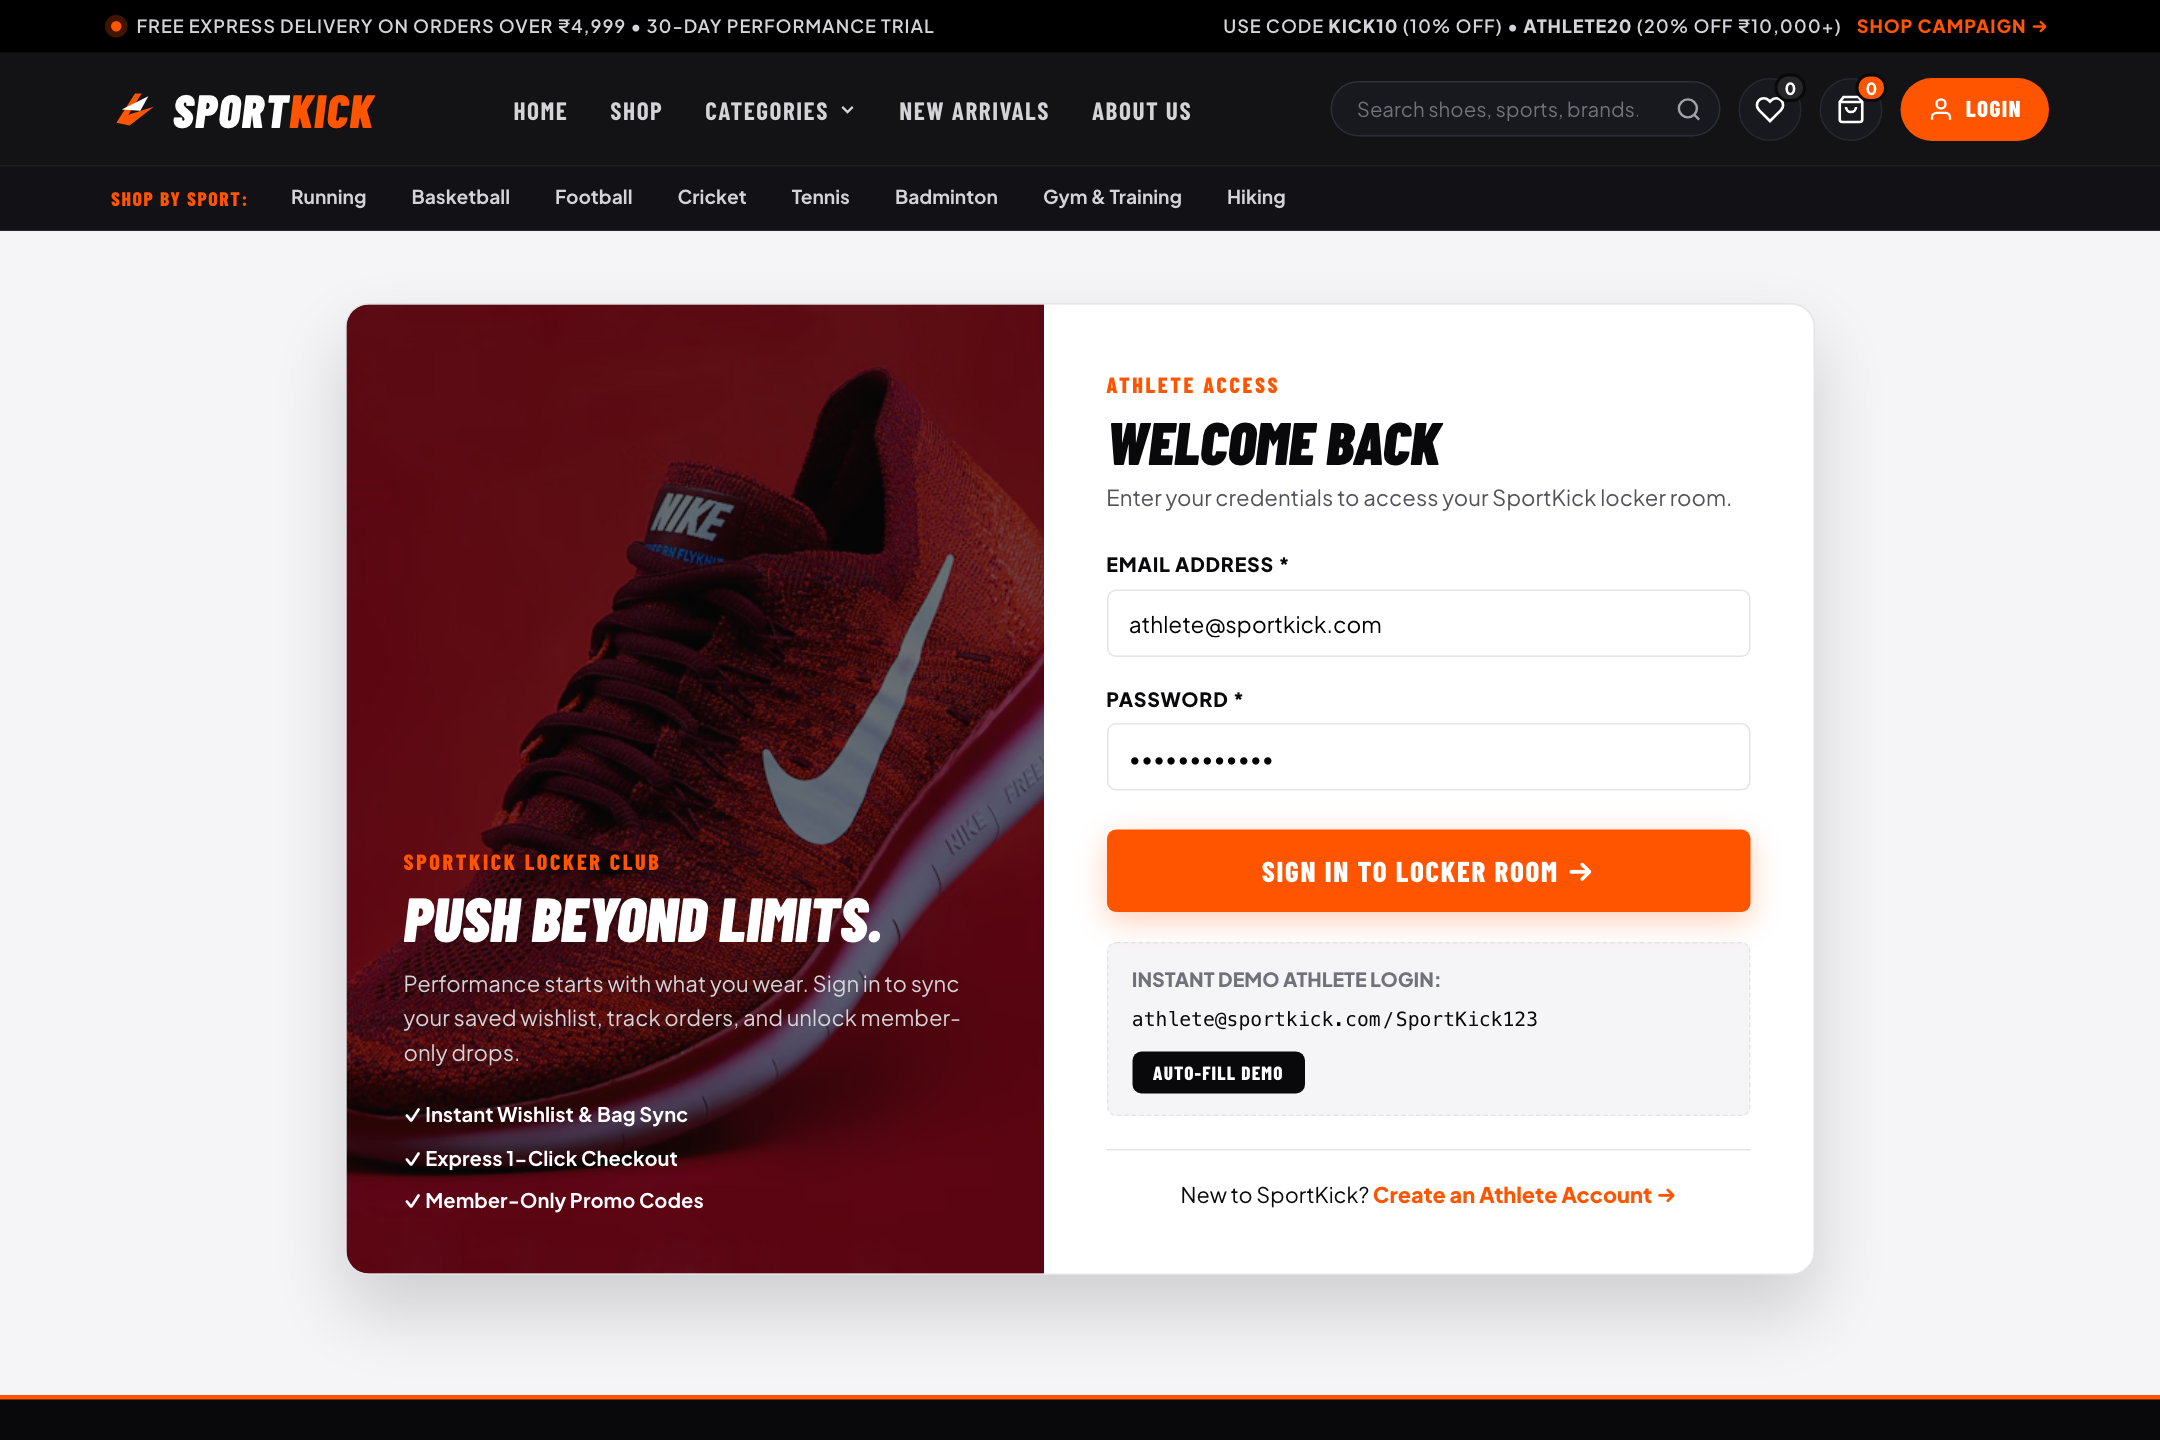 FREE EXPRESS DELIVERY ON ORDERS OVER ₹4,999 • 30-DAY PERFORMANCE TRIAL
USE CODE KICK10 (10% OFF) • ATHLETE20 (20% OFF ₹10,000+) SHOP CAMPAIGN →
SPORTKICK
HOME SHOP CATEGORIES NEW ARRIVALS ABOUT US
Search shoes, sports, brands.
0
0
LOGIN
SHOP BY SPORT: Running Basketball Football Cricket Tennis Badminton Gym & Training Hiking
NIKE
NIKE FREE
SPORTKICK LOCKER CLUB
PUSH BEYOND LIMITS.
Performance starts with what you wear. Sign in to sync
your saved wishlist, track orders, and unlock member-
only drops.
✓ Instant Wishlist & Bag Sync
✓ Express 1-Click Checkout
✓ Member-Only Promo Codes
ATHLETE ACCESS
WELCOME BACK
Enter your credentials to access your SportKick locker room.
EMAIL ADDRESS *
athlete@sportkick.com
PASSWORD *
••••••••••••
SIGN IN TO LOCKER ROOM →
INSTANT DEMO ATHLETE LOGIN:
athlete@sportkick.com / SportKick123
AUTO-FILL DEMO
New to SportKick? Create an Athlete Account →